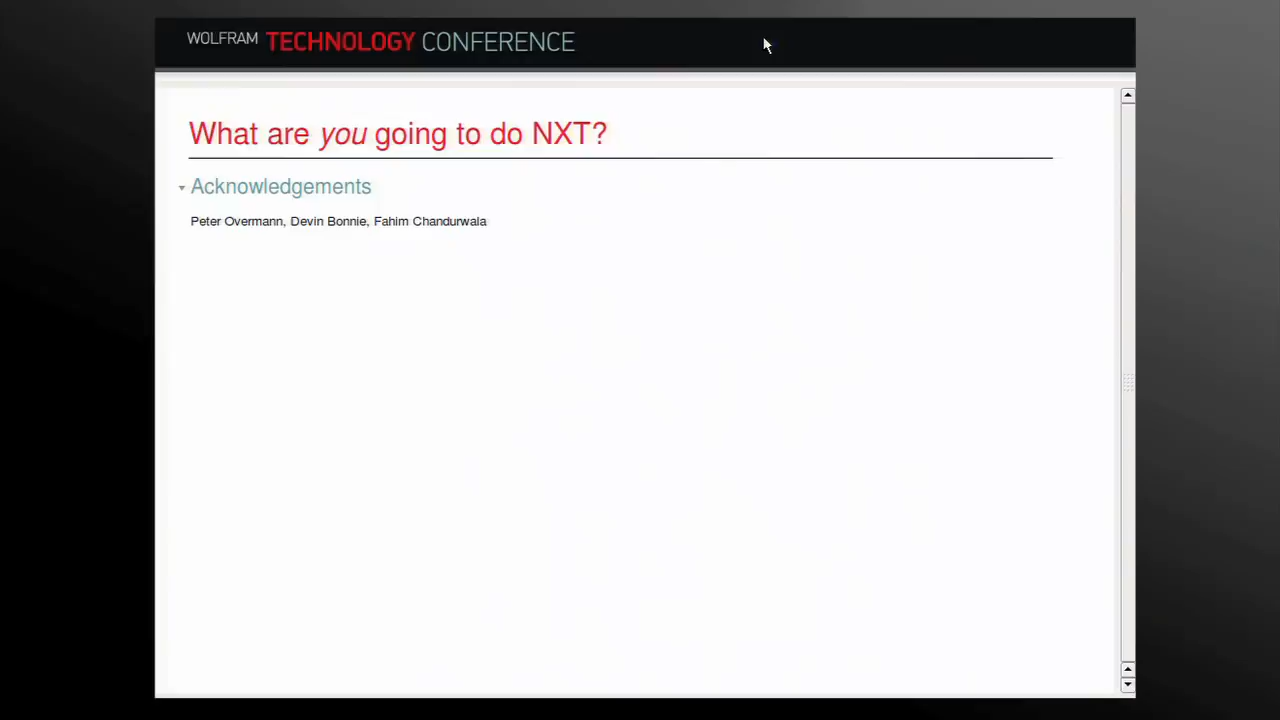 WOLFRAM TECHNOLOGY CONFERENCE
What are you going to do NXT?
Acknowledgements
Peter Overmann, Devin Bonnie, Fahim Chandurwala